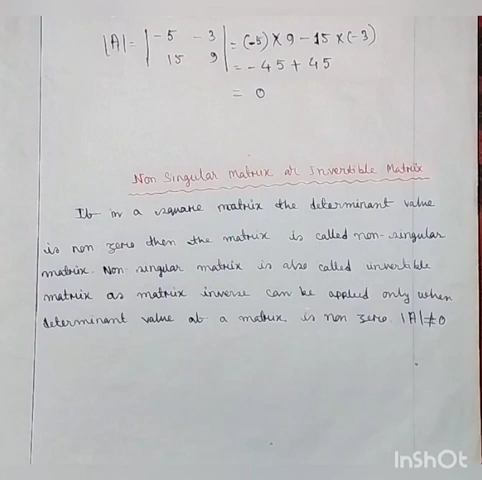 |A| = | -5 -3 | = (-5) × 9 - 15 × (-3)
15 9 | = -45 + 45
= 0
Non Singular Matrix or Invertible Matrix
If in a square matrix the determinant value
is non zero then the matrix is called non-singular
matrix. Non singular matrix is also called invertible
matrix as matrix inverse can be applied only when
determinant value of a matrix is non zero |A| ≠ 0
InShOt